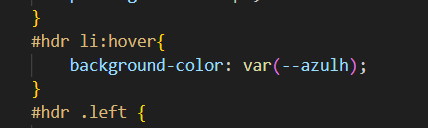 }
#hdr li:hover{
background-color: var(--azulh);
}
#hdr .left {